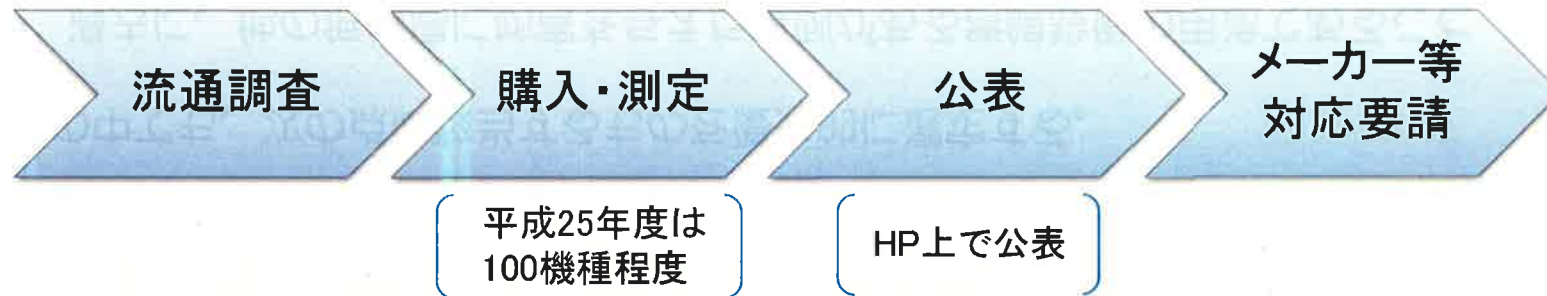 流通調査
購入・測定
公表
メーカー等
対応要請
平成25年度は
100機種程度
HP上で公表